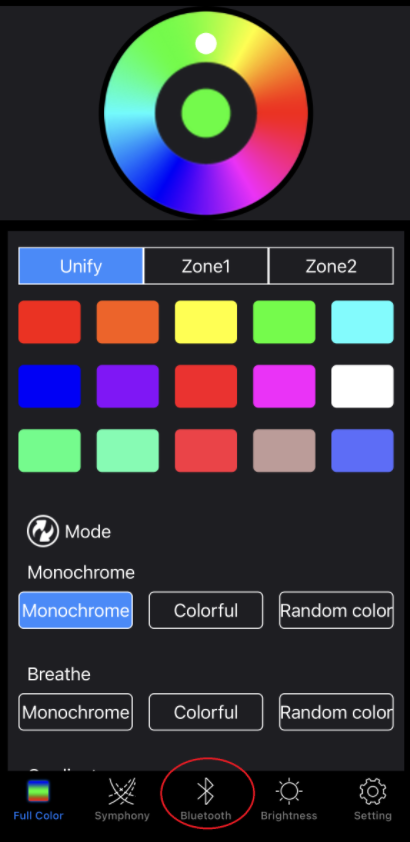 Unify Zone1 Zone2
Mode
Monochrome
Monochrome Colorful Random color
Breathe
Monochrome Colorful Random color
Full Color Symphony Bluetooth Brightness Setting